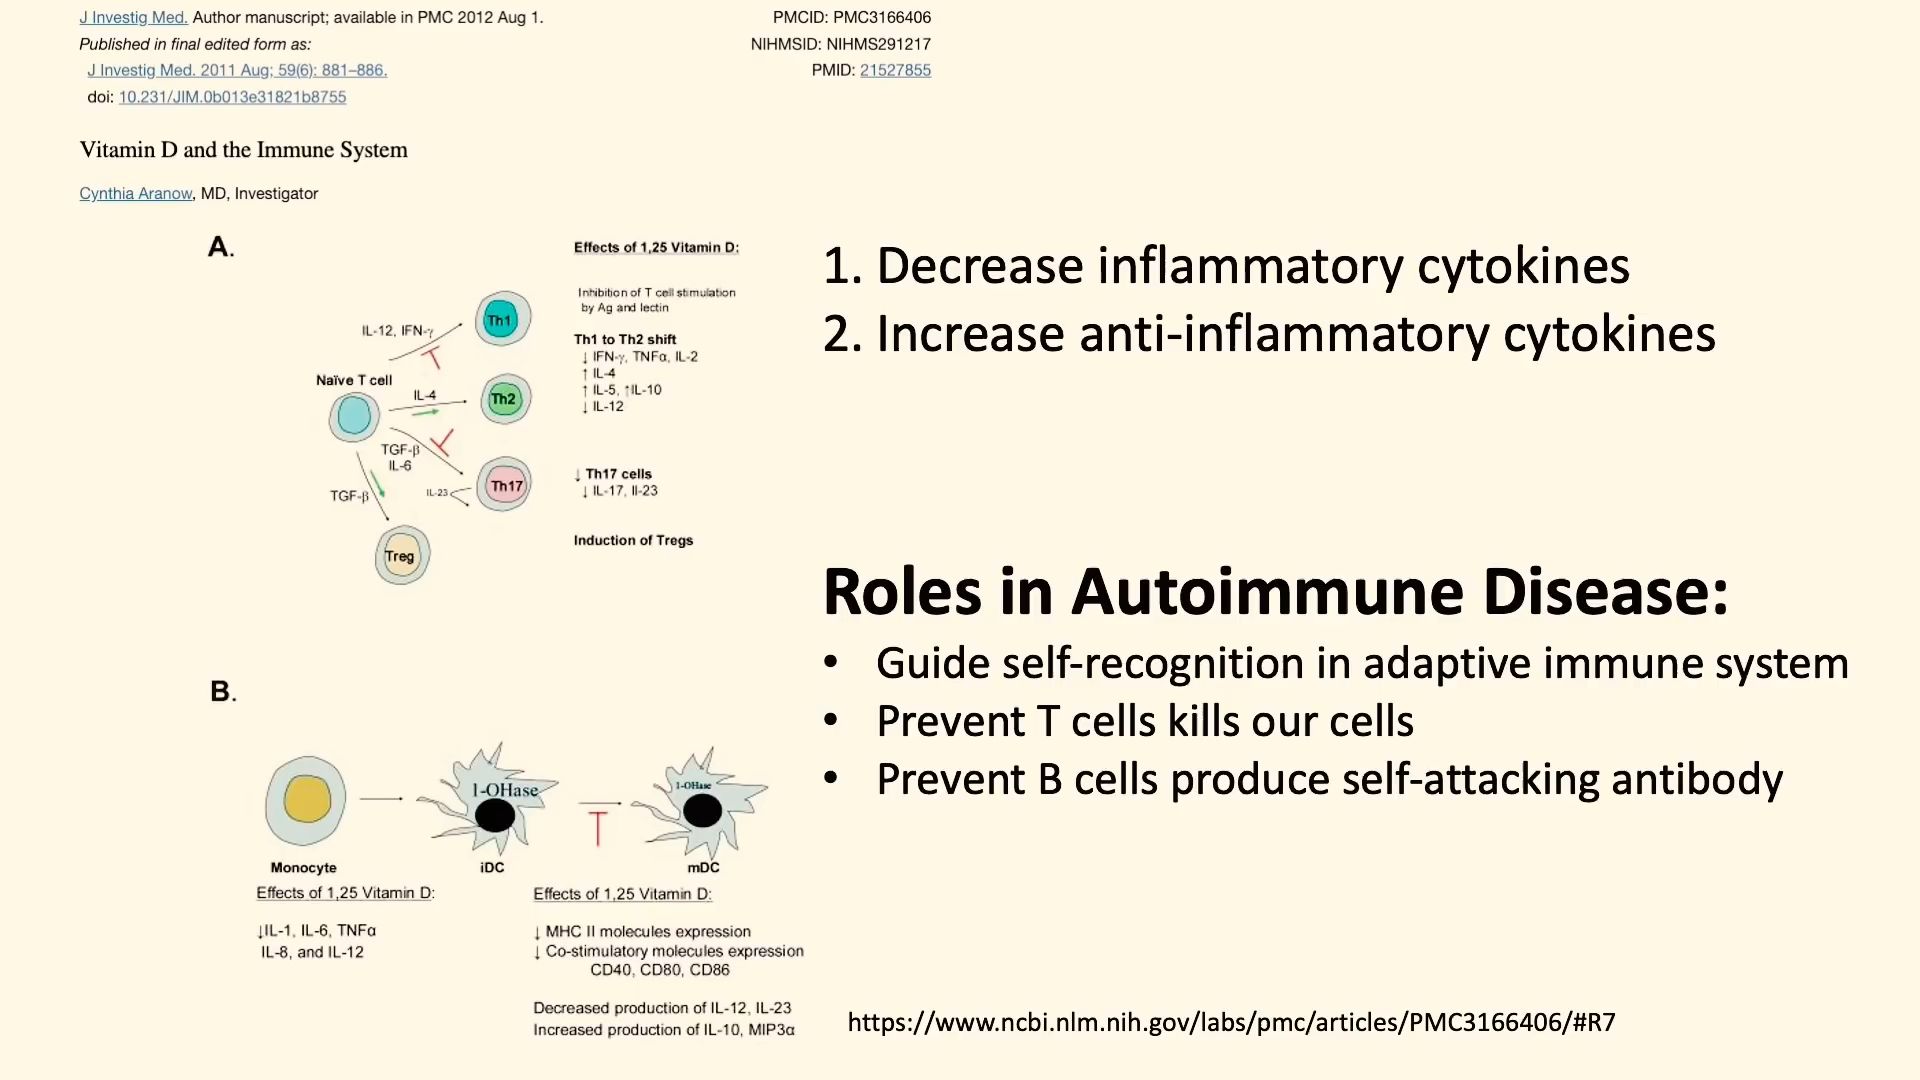 J Investig Med. Author manuscript; available in PMC 2012 Aug 1.
Published in final edited form as:
J Investig Med. 2011 Aug; 59(6): 881–886.
doi: 10.231/JIM.0b013e31821b8755
PMCID: PMC3166406
NIHMSID: NIHMS291217
PMID: 21527855
Vitamin D and the Immune System
Cynthia Aranow, MD, Investigator
A.
IL-12, IFN-γ
Th1
Naïve T cell
IL-4
Th2
TGF-β
IL-6
TGF-β
IL-23
Th17
Treg
Effects of 1,25 Vitamin D:
Inhibition of T cell stimulation
by Ag and lectin
Th1 to Th2 shift
↓ IFN-γ, TNFα, IL-2
↑ IL-4
↑ IL-5, ↑IL-10
↓ IL-12
↓ Th17 cells
↓ IL-17, Il-23
Induction of Tregs
B.
1-OHase
1-OHase
Monocyte
iDC
mDC
Effects of 1,25 Vitamin D:
↓IL-1, IL-6, TNFα
IL-8, and IL-12
Effects of 1,25 Vitamin D:
↓ MHC II molecules expression
↓ Co-stimulatory molecules expression
CD40, CD80, CD86
Decreased production of IL-12, IL-23
Increased production of IL-10, MIP3α
1. Decrease inflammatory cytokines
2. Increase anti-inflammatory cytokines
Roles in Autoimmune Disease:
• Guide self-recognition in adaptive immune system
• Prevent T cells kills our cells
• Prevent B cells produce self-attacking antibody
https://www.ncbi.nlm.nih.gov/labs/pmc/articles/PMC3166406/#R7